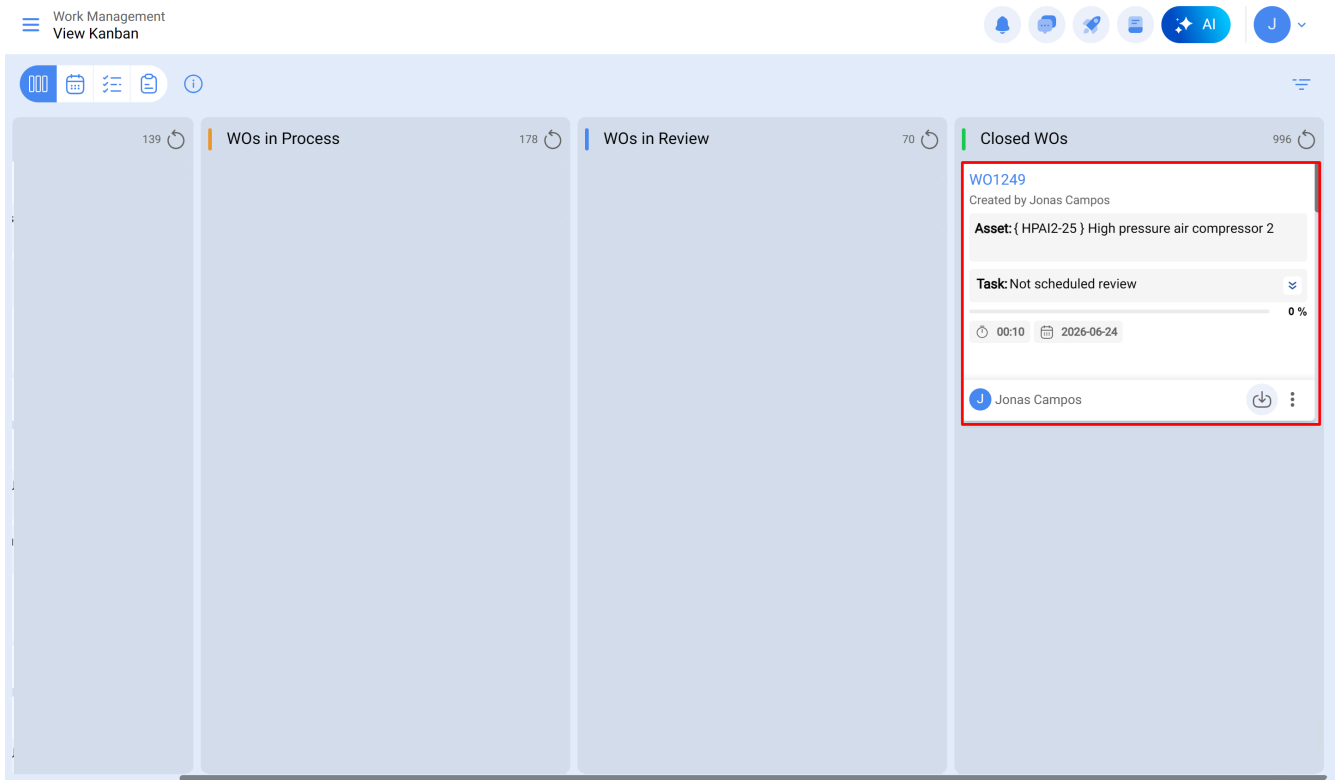 Work Management
View Kanban
AI
J
139
WOs in Process
178
WOs in Review
70
Closed WOs
996
WO1249
Created by Jonas Campos
Asset: { HPAI2-25 } High pressure air compressor 2
Task: Not scheduled review
0 %
00:10
2026-06-24
J
Jonas Campos